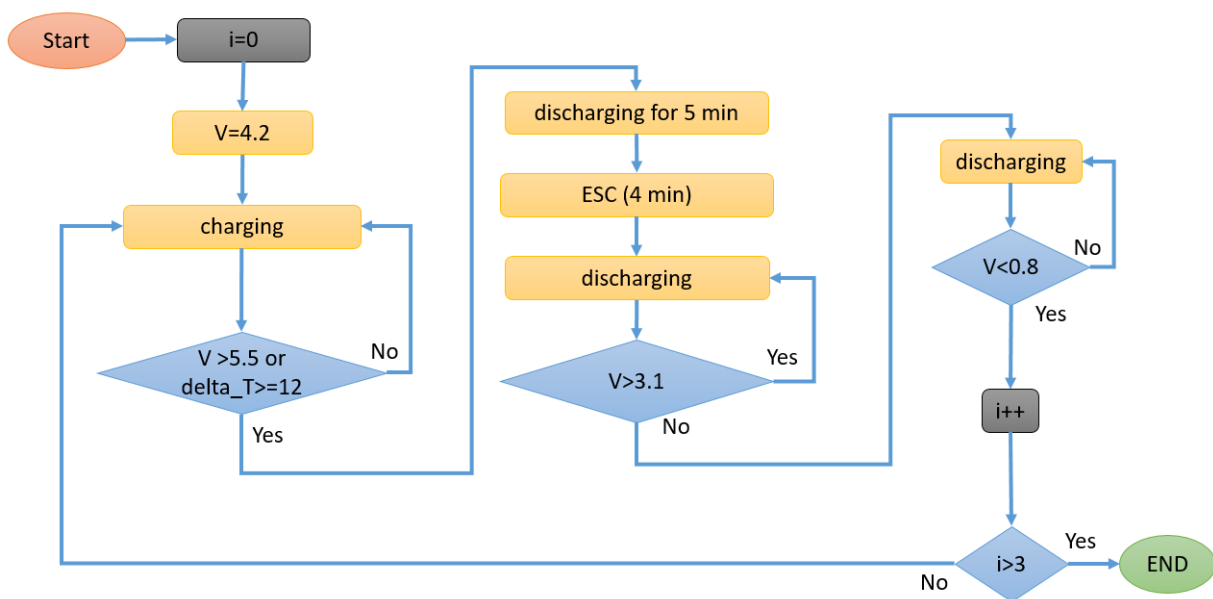 Start
i=0
V=4.2
charging
V >5.5 or
delta_T>=12
No
Yes
discharging for 5 min
ESC (4 min)
discharging
V>3.1
Yes
No
discharging
V<0.8
No
Yes
i++
i>3
Yes
No
END